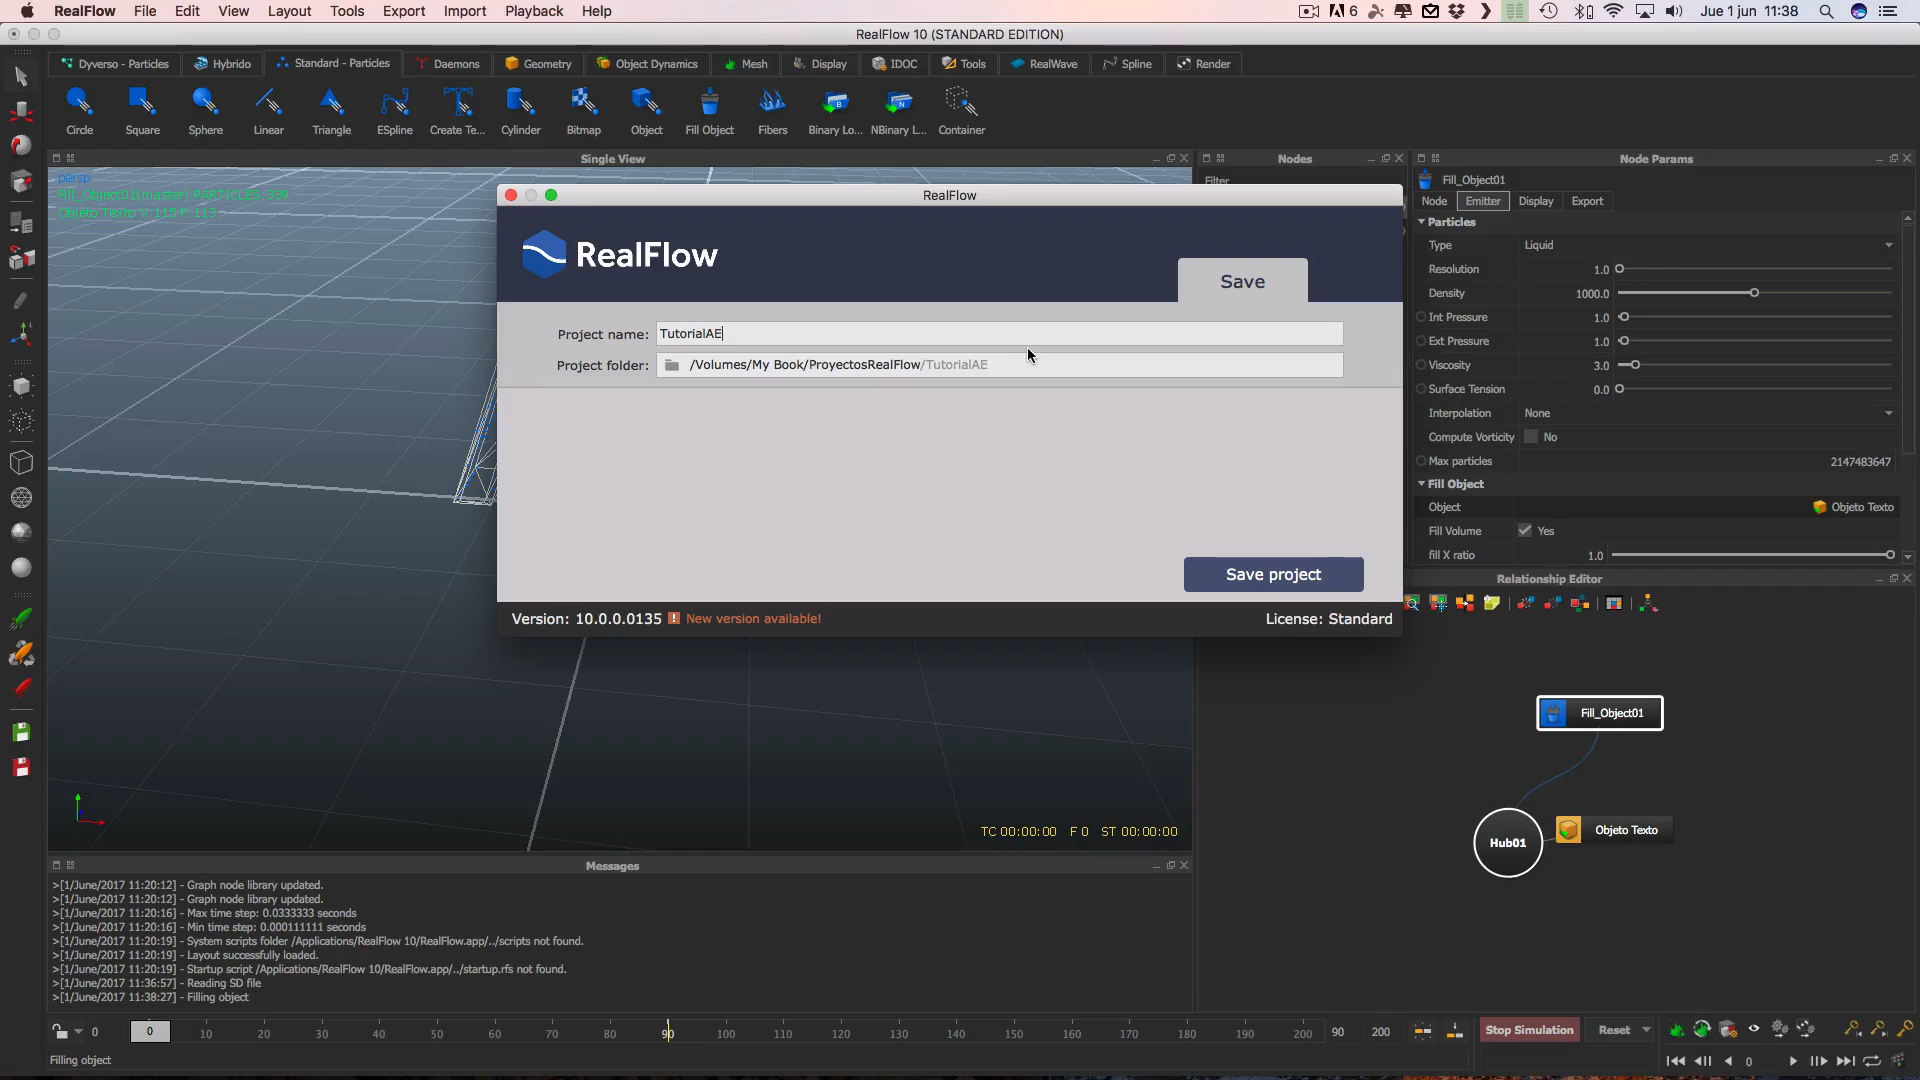 RealFlow File Edit View Layout Tools Export Import Playback Help 6 Jue 1 jun 11:38
RealFlow 10 (STANDARD EDITION)
Dyverso - Particles Hybrido Standard - Particles Daemons Geometry Object Dynamics Mesh Display IDOC Tools RealWave Spline Render
Circle Square Sphere Linear Triangle ESpline Create Te... Cylinder Bitmap Object Fill Object Fibers Binary Lo... NBinary L... Container
Single View Nodes Node Params
persp
Fill_Object01(master) PARTICLES: 339
Objeto Texto V: 115 F: 113
Filter
RealFlow
RealFlow
Save
Project name: TutorialAE
Project folder: /Volumes/My Book/ProyectosRealFlow/TutorialAE
Save project
Version: 10.0.0.0135 ! New version available! License: Standard
Fill_Object01
Node Emitter Display Export
Particles
Type Liquid
Resolution 1.0
Density 1000.0
Int Pressure 1.0
Ext Pressure 1.0
Viscosity 3.0
Surface Tension 0.0
Interpolation None
Compute Vorticity No
Max particles 2147483647
Fill Object
Object Objeto Texto
Fill Volume Yes
fill X ratio 1.0
Relationship Editor
Fill_Object01
Hub01 Objeto Texto
TC 00:00:00 F 0 ST 00:00:00
Messages
>[1/June/2017 11:20:12] - Graph node library updated.
>[1/June/2017 11:20:12] - Graph node library updated.
>[1/June/2017 11:20:16] - Max time step: 0.0333333 seconds
>[1/June/2017 11:20:16] - Min time step: 0.000111111 seconds
>[1/June/2017 11:20:19] - System scripts folder /Applications/RealFlow 10/RealFlow.app/../scripts not found.
>[1/June/2017 11:20:19] - Layout successfully loaded.
>[1/June/2017 11:20:19] - Startup script /Applications/RealFlow 10/RealFlow.app/../startup.rfs not found.
>[1/June/2017 11:36:57] - Reading SD file
>[1/June/2017 11:38:27] - Filling object
0 0 10 20 30 40 50 60 70 80 90 100 110 120 130 140 150 160 170 180 190 200 90 200 Stop Simulation Reset
Filling object 0